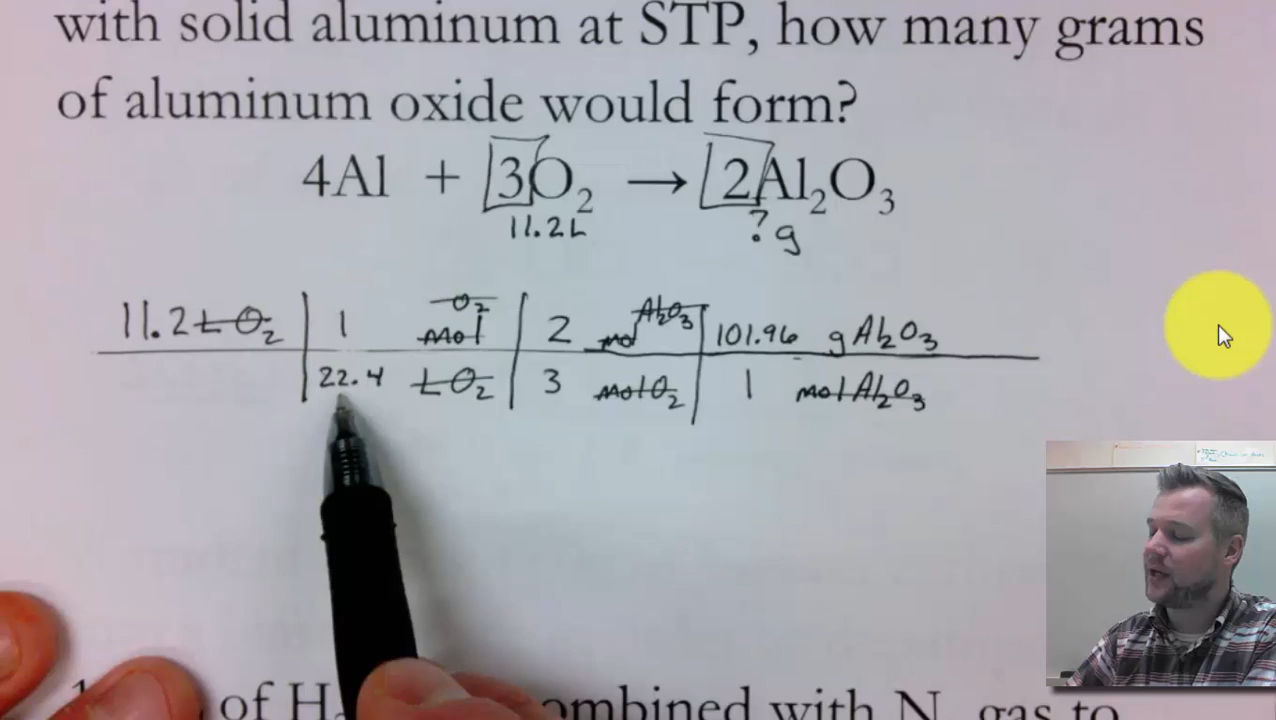 with solid aluminum at STP, how many grams
of aluminum oxide would form?
4Al + 3O₂ → 2Al₂O₃
11.2L ? g
11.2 L O₂ | 1 mol O₂ | 2 mol Al₂O₃ | 101.96 g Al₂O₃
22.4 L O₂ | 3 mol O₂ | 1 mol Al₂O₃
of H
ombined with N
gas to